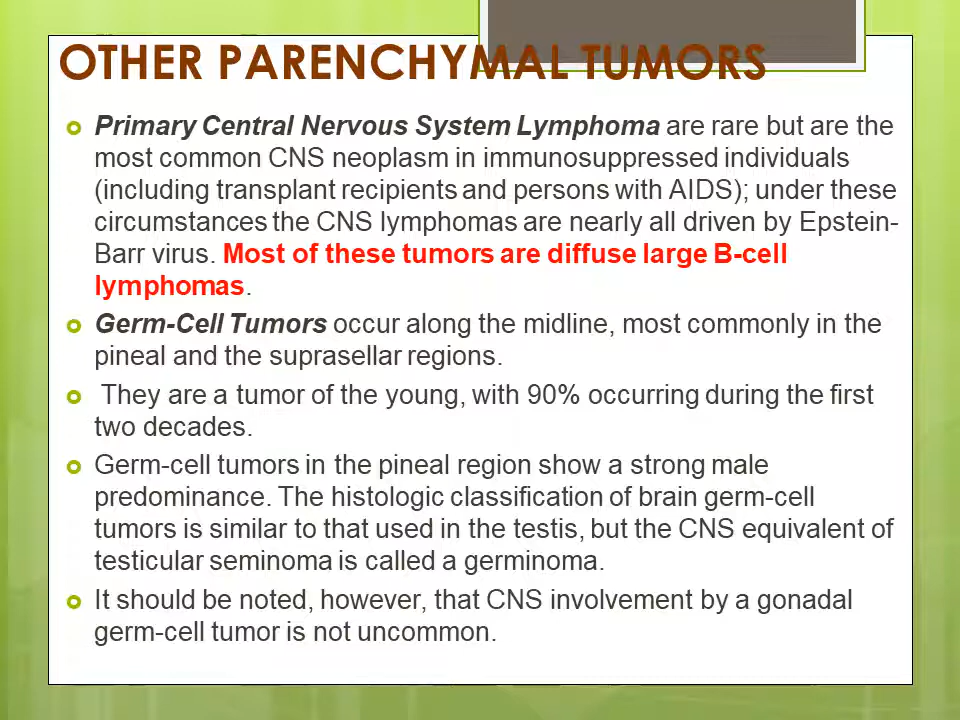 OTHER PARENCHYMAL TUMORS
Primary Central Nervous System Lymphoma are rare but are the
most common CNS neoplasm in immunosuppressed individuals
(including transplant recipients and persons with AIDS); under these
circumstances the CNS lymphomas are nearly all driven by Epstein-
Barr virus. Most of these tumors are diffuse large B-cell
lymphomas.
Germ-Cell Tumors occur along the midline, most commonly in the
pineal and the suprasellar regions.
They are a tumor of the young, with 90% occurring during the first
two decades.
Germ-cell tumors in the pineal region show a strong male
predominance. The histologic classification of brain germ-cell
tumors is similar to that used in the testis, but the CNS equivalent of
testicular seminoma is called a germinoma.
It should be noted, however, that CNS involvement by a gonadal
germ-cell tumor is not uncommon.